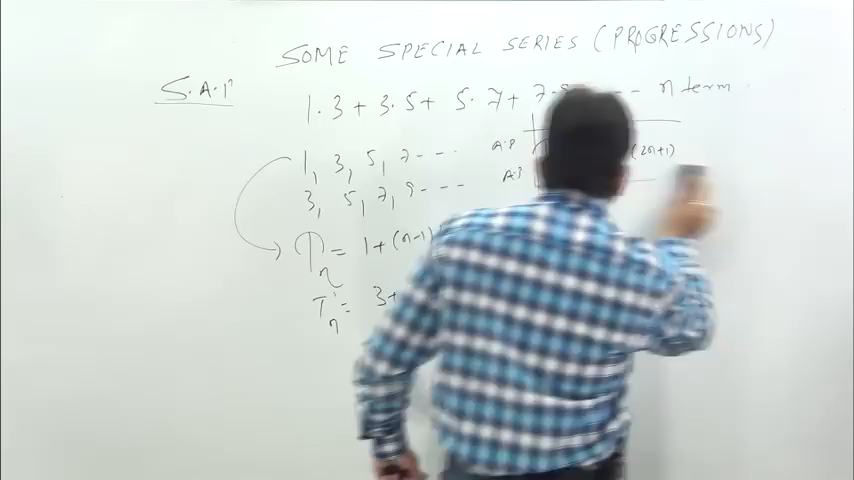 SOME SPECIAL SERIES (PROGRESSIONS)
S.A.P
1.3 + 3.5 + 5.7 + 7. - - n term
1, 3, 5, 7 - - - A.P (2n+1)
3, 5, 7, 9 - - - A.P
Tn = 1 + (n-1)
Tn' = 3+